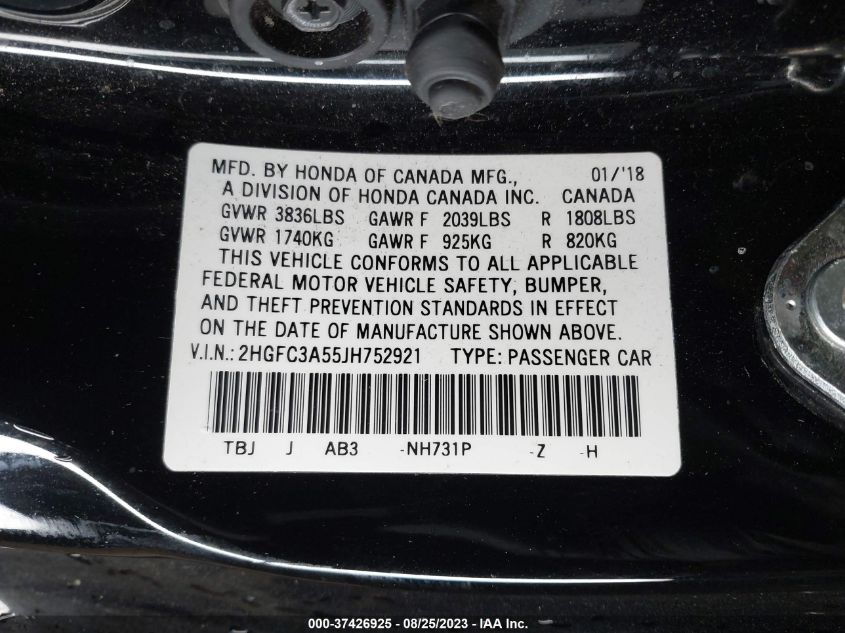 MFD. BY HONDA OF CANADA MFG., 01/'18
A DIVISION OF HONDA CANADA INC. CANADA
GVWR 3836LBS GAWR F 2039LBS R 1808LBS
GVWR 1740KG GAWR F 925KG R 820KG
THIS VEHICLE CONFORMS TO ALL APPLICABLE
FEDERAL MOTOR VEHICLE SAFETY, BUMPER,
AND THEFT PREVENTION STANDARDS IN EFFECT
ON THE DATE OF MANUFACTURE SHOWN ABOVE.
V.I.N.: 2HGFC3A55JH752921 TYPE: PASSENGER CAR
TBJ J AB3 -NH731P -Z -H
000-37426925 - 08/25/2023 - IAA Inc.